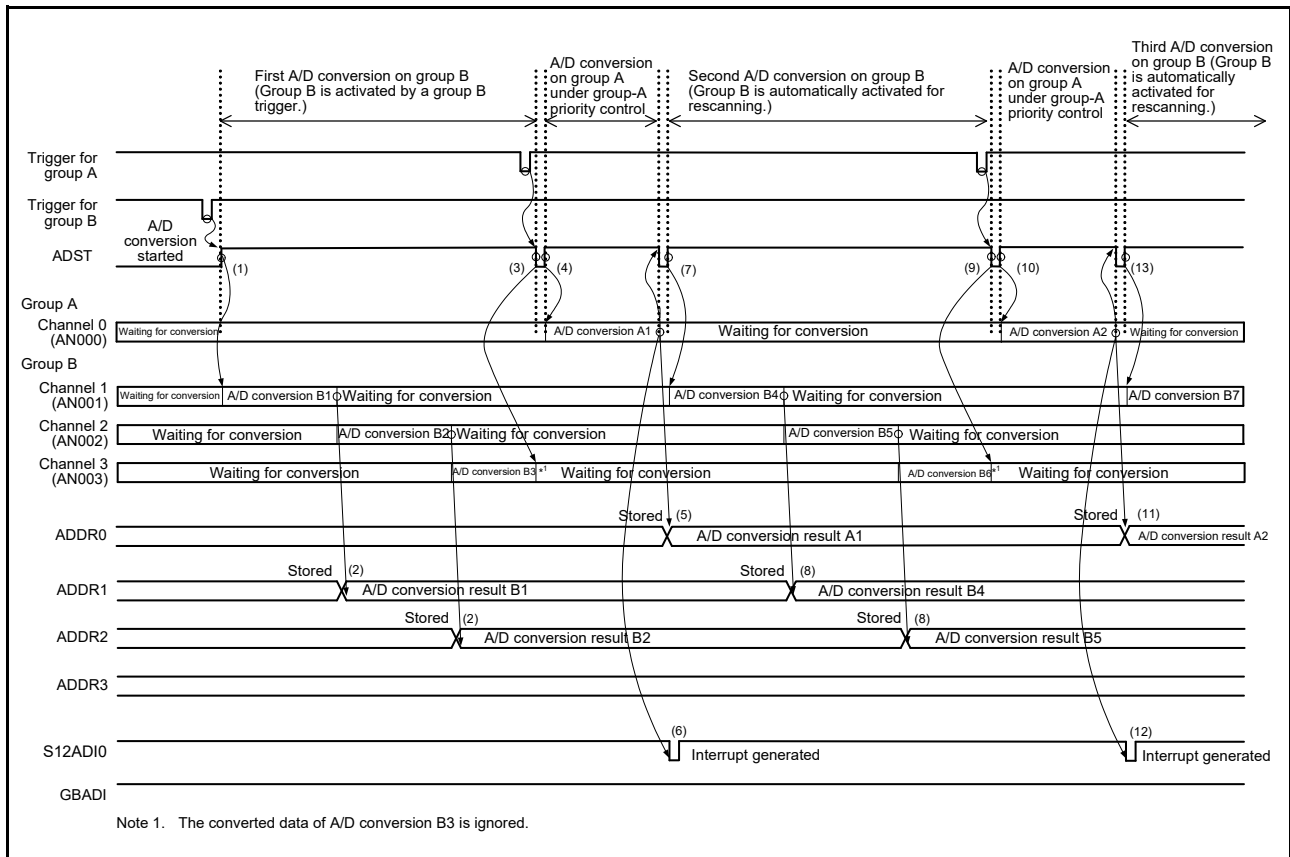 First A/D conversion on group B
(Group B is activated by a group B
trigger.)
A/D conversion
on group A
under group-A
priority control
Second A/D conversion on group B
(Group B is automatically activated for
rescanning.)
A/D conversion
on group A
under group-A
priority control
Third A/D conversion
on group B (Group B
is automatically
activated for
rescanning.)
Trigger for
group A
Trigger for
group B
A/D
conversion
started
ADST
(1)
(3)
(4)
(7)
(9)
(10)
(13)
Group A
Channel 0
(AN000)
Waiting for conversion
A/D conversion A1
Waiting for conversion
A/D conversion A2
Waiting for conversion
Group B
Channel 1
(AN001)
Waiting for conversion
A/D conversion B1
Waiting for conversion
A/D conversion B4
Waiting for conversion
A/D conversion B7
Channel 2
(AN002)
Waiting for conversion
A/D conversion B2
Waiting for conversion
A/D conversion B5
Waiting for conversion
Channel 3
(AN003)
Waiting for conversion
A/D conversion B3 *1
Waiting for conversion
A/D conversion B6*1
Waiting for conversion
ADDR0
Stored
(5)
A/D conversion result A1
Stored
(11)
A/D conversion result A2
ADDR1
Stored
(2)
A/D conversion result B1
Stored
(8)
A/D conversion result B4
ADDR2
Stored
(2)
A/D conversion result B2
Stored
(8)
A/D conversion result B5
ADDR3
S12ADI0
(6)
Interrupt generated
(12)
Interrupt generated
GBADI
Note 1. The converted data of A/D conversion B3 is ignored.